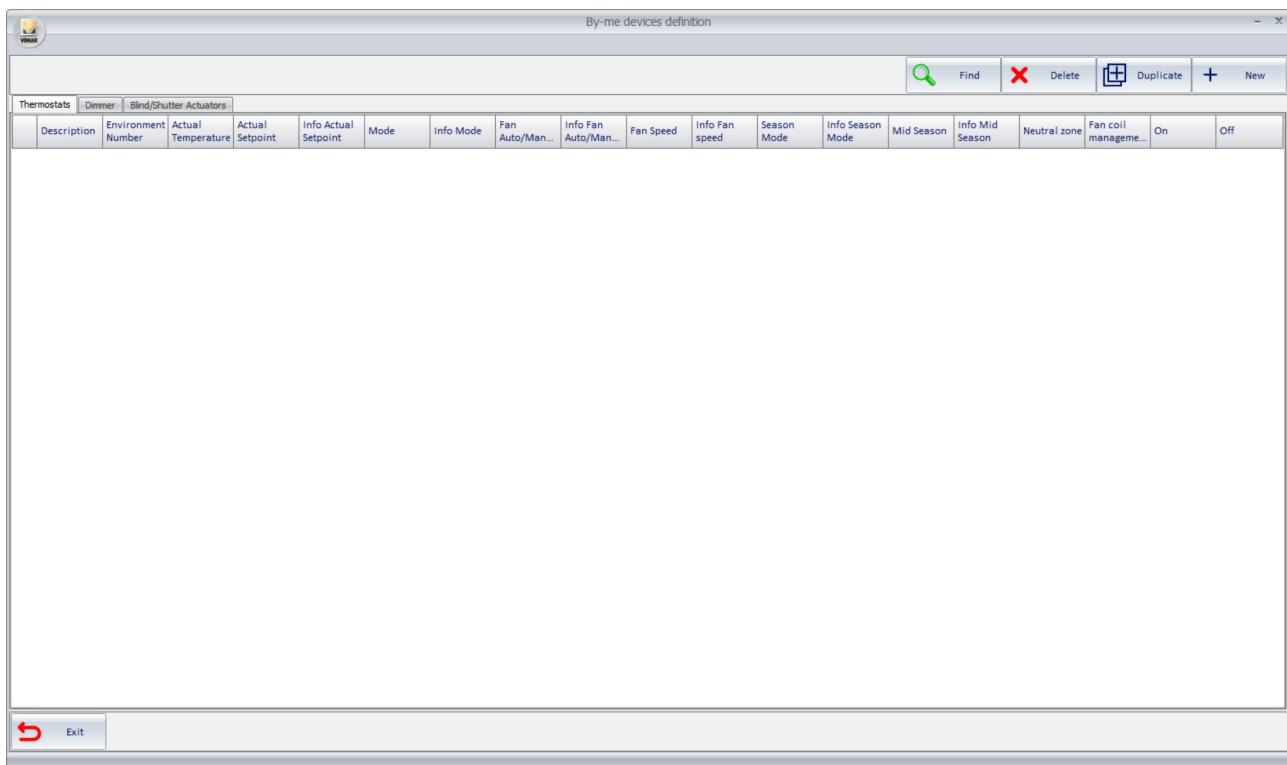 By-me devices definition
VIMAR
Find Delete Duplicate New
Thermostats Dimmer Blind/Shutter Actuators
Description Environment Number Actual Temperature Actual Setpoint Info Actual Setpoint Mode Info Mode Fan Auto/Man... Info Fan Auto/Man... Fan Speed Info Fan speed Season Mode Info Season Mode Mid Season Info Mid Season Neutral zone Fan coil manageme... On Off
Exit